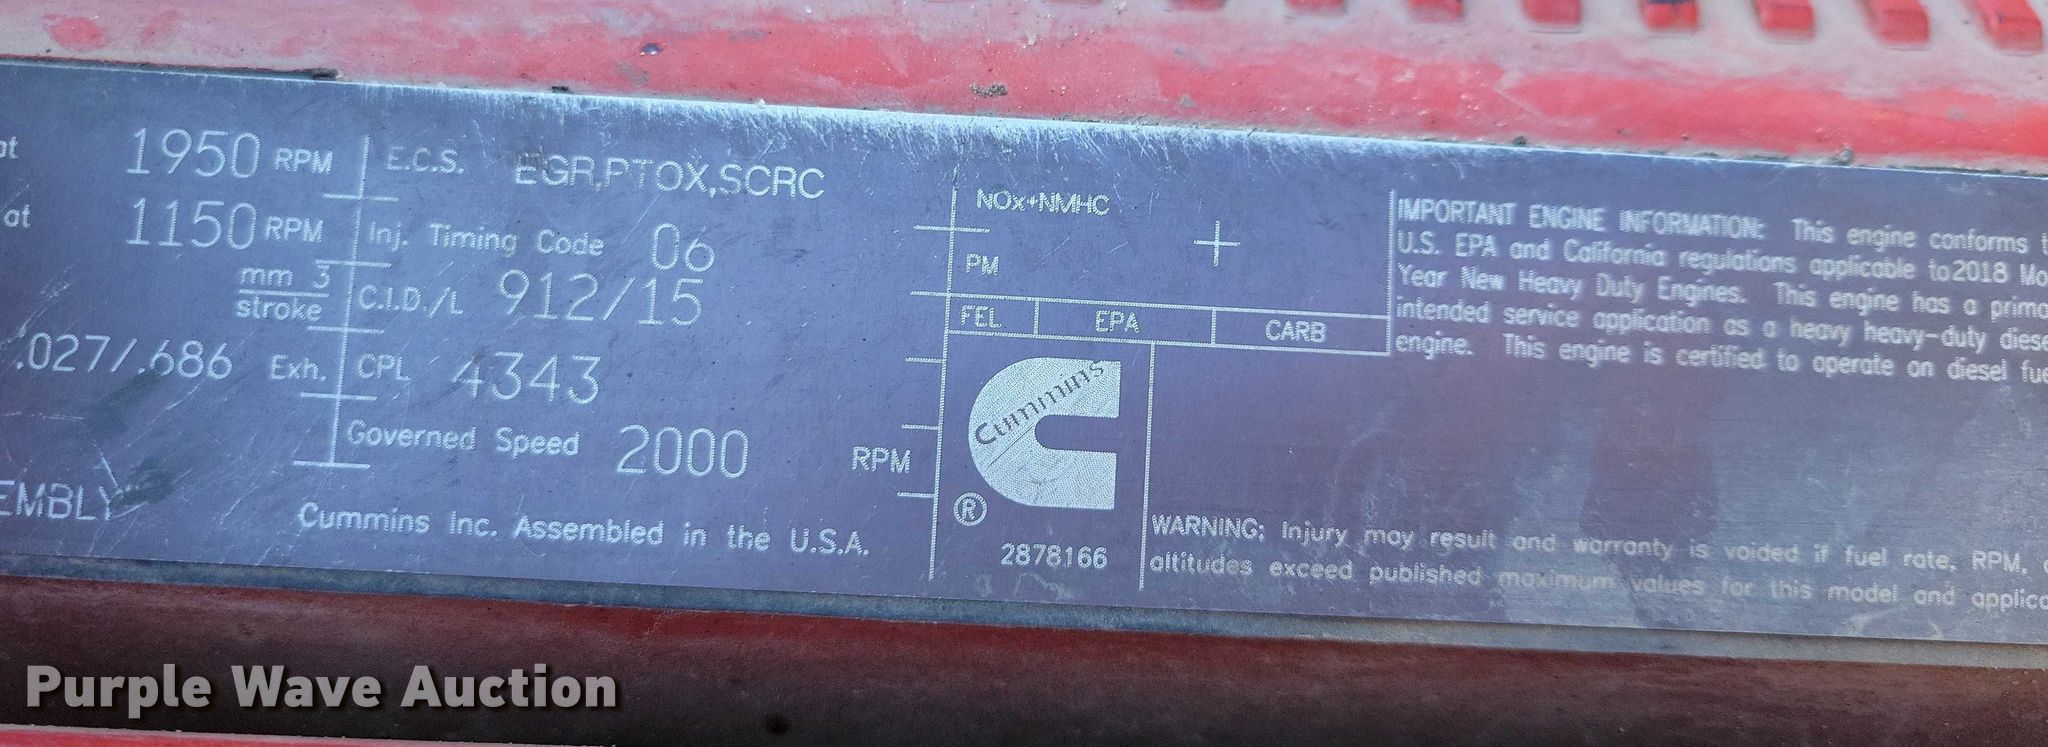 at 1950 RPM
at 1150 RPM
mm 3
stroke
.027/.686 Exh.
EMBLY
E.C.S. EGR,PTOX,SCRC
Inj. Timing Code 06
C.I.D./L 912/15
CPL 4343
Governed Speed 2000 RPM
Cummins Inc. Assembled in the U.S.A.
NOx+NMHC
PM
FEL EPA CARB
Cummins
®
2878166
IMPORTANT ENGINE INFORMATION: This engine conforms t
U.S. EPA and California regulations applicable to 2018 Mo
Year New Heavy Duty Engines. This engine has a prima
intended service application as a heavy heavy-duty diese
engine. This engine is certified to operate on diesel fue
WARNING: Injury may result and warranty is voided if fuel rate, RPM,
altitudes exceed published maximum values for this model and applica
Purple Wave Auction